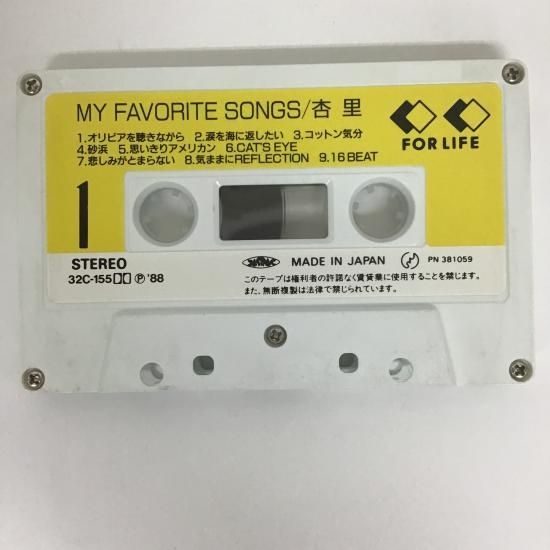 MY FAVORITE SONGS/杏 里
1.オリビアを聴きながら 2.涙を海に返したい 3.コットン気分
4.砂浜 5.思いきりアメリカン 6.CAT'S EYE
7.悲しみがとまらない 8.気ままにREFLECTION 9.16 BEAT
FOR LIFE
1
STEREO
32C-155 Ⓟ'88
MADE IN JAPAN
PN 381059
このテープは権利者の許諾なく賃貸業に使用することを禁じます。
また、無断複製は法律で禁じられています。